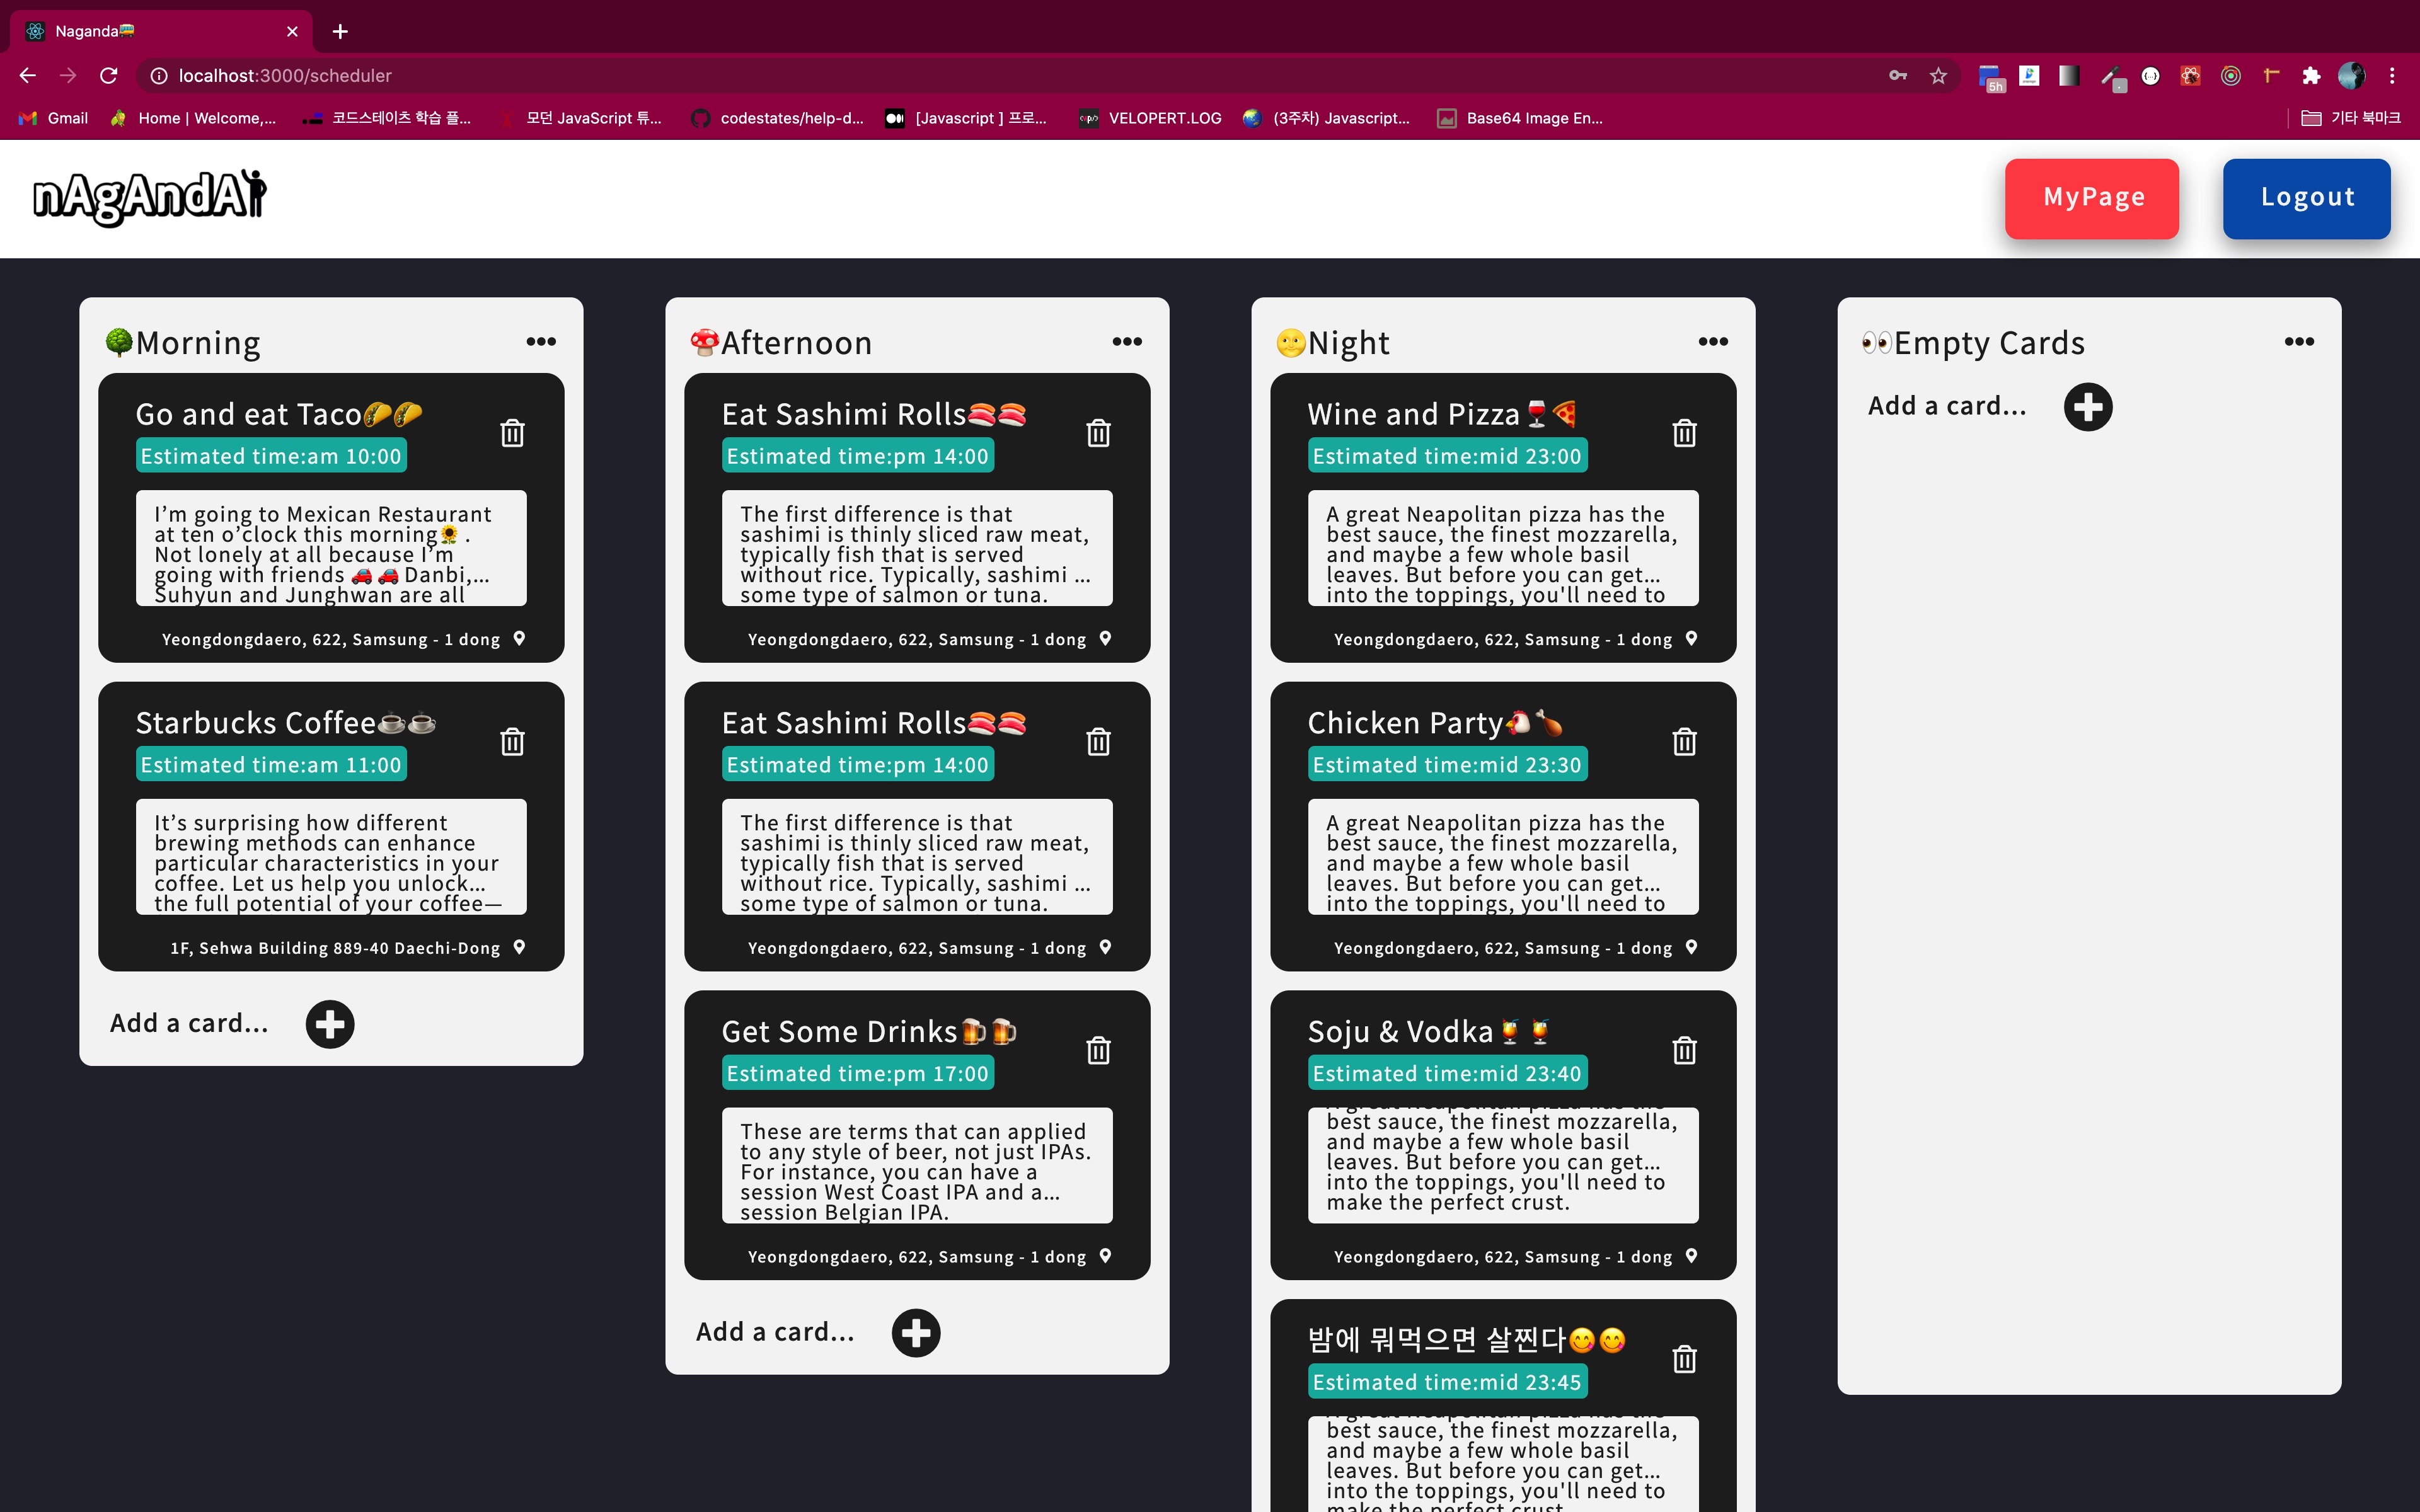 Naganda
localhost:3000/scheduler
5h
Gmail
Home | Welcome,...
코드스테이츠 학습 플...
모던 JavaScript 튜...
codestates/help-d...
[Javascript ] 프로...
VELOPERT.LOG
(3주차) Javascript...
Base64 Image En...
기타 북마크
nAgAndA
MyPage
Logout
Morning
Go and eat Taco
Estimated time:am 10:00
I’m going to Mexican Restaurant
at ten o’clock this morning .
Not lonely at all because I’m
going with friends Danbi,...
Suhyun and Junghwan are all
Yeongdongdaero, 622, Samsung - 1 dong
Starbucks Coffee
Estimated time:am 11:00
It’s surprising how different
brewing methods can enhance
particular characteristics in your
coffee. Let us help you unlock...
the full potential of your coffee—
1F, Sehwa Building 889-40 Daechi-Dong
Add a card...
Afternoon
Eat Sashimi Rolls
Estimated time:pm 14:00
The first difference is that
sashimi is thinly sliced raw meat,
typically fish that is served
without rice. Typically, sashimi ...
some type of salmon or tuna.
Yeongdongdaero, 622, Samsung - 1 dong
Eat Sashimi Rolls
Estimated time:pm 14:00
The first difference is that
sashimi is thinly sliced raw meat,
typically fish that is served
without rice. Typically, sashimi ...
some type of salmon or tuna.
Yeongdongdaero, 622, Samsung - 1 dong
Get Some Drinks
Estimated time:pm 17:00
These are terms that can applied
to any style of beer, not just IPAs.
For instance, you can have a
session West Coast IPA and a...
session Belgian IPA.
Yeongdongdaero, 622, Samsung - 1 dong
Add a card...
Night
Wine and Pizza
Estimated time:mid 23:00
A great Neapolitan pizza has the
best sauce, the finest mozzarella,
and maybe a few whole basil
leaves. But before you can get...
into the toppings, you'll need to
Yeongdongdaero, 622, Samsung - 1 dong
Chicken Party
Estimated time:mid 23:30
A great Neapolitan pizza has the
best sauce, the finest mozzarella,
and maybe a few whole basil
leaves. But before you can get...
into the toppings, you'll need to
Yeongdongdaero, 622, Samsung - 1 dong
Soju & Vodka
Estimated time:mid 23:40
A great Neapolitan pizza has the
best sauce, the finest mozzarella,
and maybe a few whole basil
leaves. But before you can get...
into the toppings, you'll need to
make the perfect crust.
Yeongdongdaero, 622, Samsung - 1 dong
밤에 뭐먹으면 살찐다
Estimated time:mid 23:45
A great Neapolitan pizza has the
best sauce, the finest mozzarella,
and maybe a few whole basil
leaves. But before you can get...
into the toppings, you'll need to
make the perfect crust.
Empty Cards
Add a card...